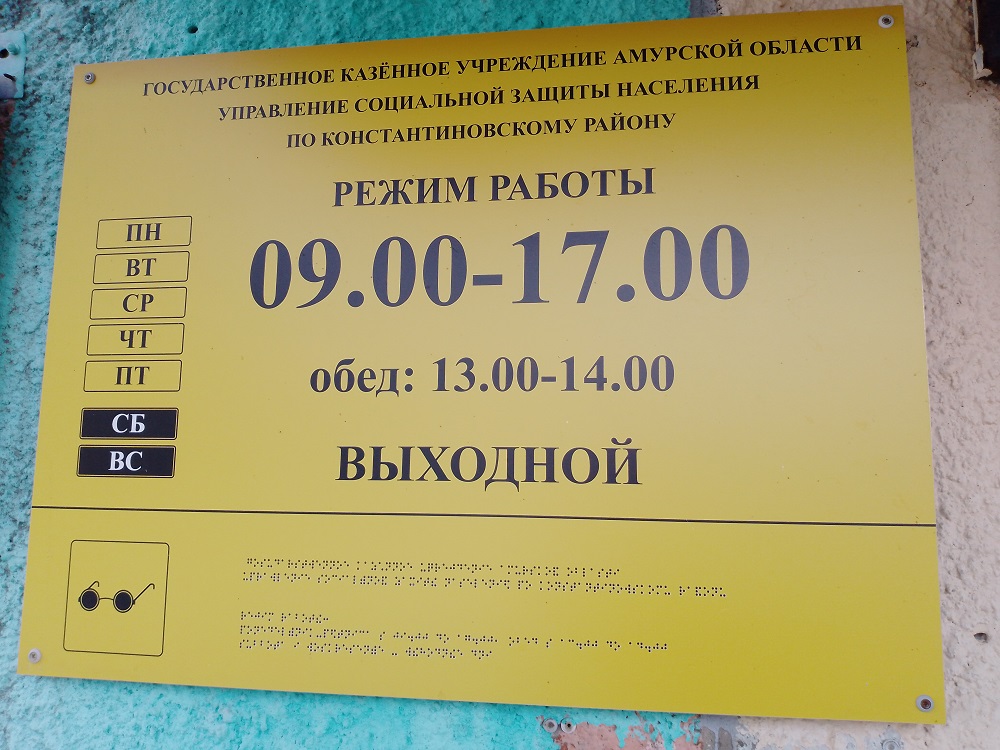 ГОСУДАРСТВЕННОЕ КАЗЁННОЕ УЧРЕЖДЕНИЕ АМУРСКОЙ ОБЛАСТИ
УПРАВЛЕНИЕ СОЦИАЛЬНОЙ ЗАЩИТЫ НАСЕЛЕНИЯ
ПО КОНСТАНТИНОВСКОМУ РАЙОНУ
РЕЖИМ РАБОТЫ
ПН
ВТ
СР
ЧТ
ПТ
09.00-17.00
обед: 13.00-14.00
СБ
ВС
ВЫХОДНОЙ